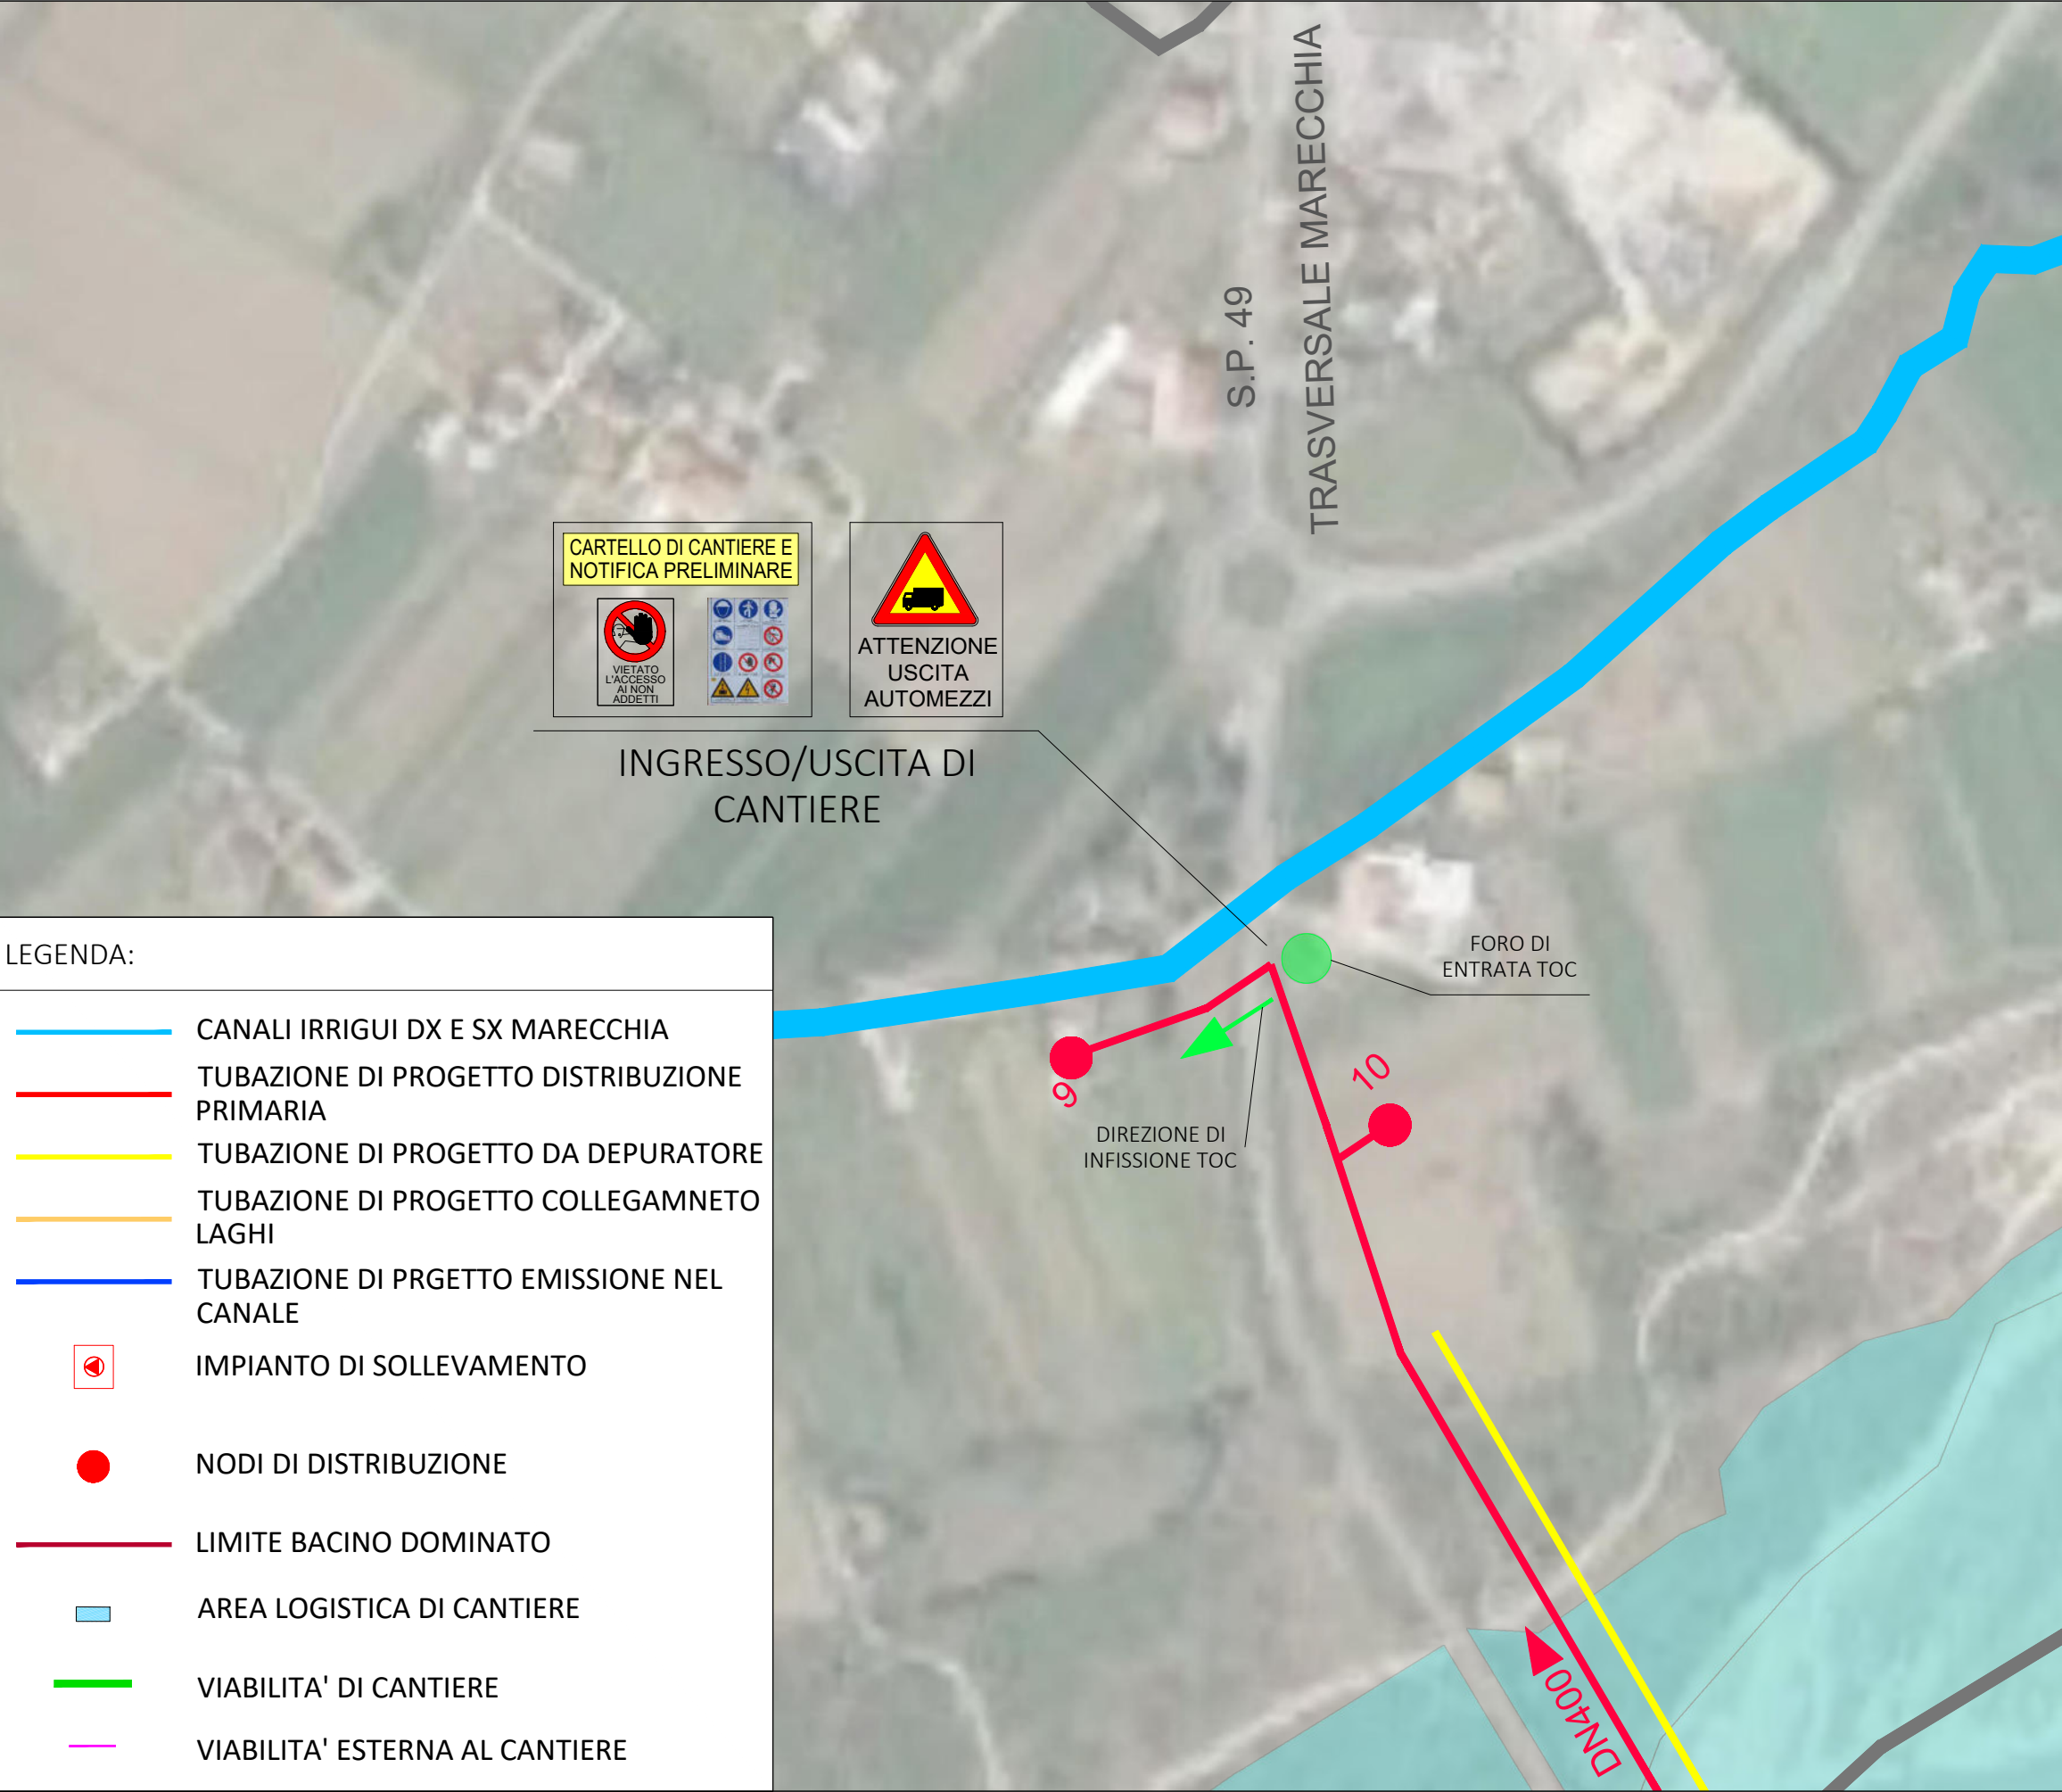 S.P. 49
TRASVERSALE MARECCHIA
CARTELLO DI CANTIERE E
NOTIFICA PRELIMINARE
VIETATO
L'ACCESSO
AI NON
ADDETTI
ATTENZIONE
USCITA
AUTOMEZZI
INGRESSO/USCITA DI
CANTIERE
FORO DI
ENTRATA TOC
9
10
DIREZIONE DI
INFISSIONE TOC
DN400
LEGENDA:
CANALI IRRIGUI DX E SX MARECCHIA
TUBAZIONE DI PROGETTO DISTRIBUZIONE
PRIMARIA
TUBAZIONE DI PROGETTO DA DEPURATORE
TUBAZIONE DI PROGETTO COLLEGAMNETO
LAGHI
TUBAZIONE DI PRGETTO EMISSIONE NEL
CANALE
IMPIANTO DI SOLLEVAMENTO
NODI DI DISTRIBUZIONE
LIMITE BACINO DOMINATO
AREA LOGISTICA DI CANTIERE
VIABILITA' DI CANTIERE
VIABILITA' ESTERNA AL CANTIERE